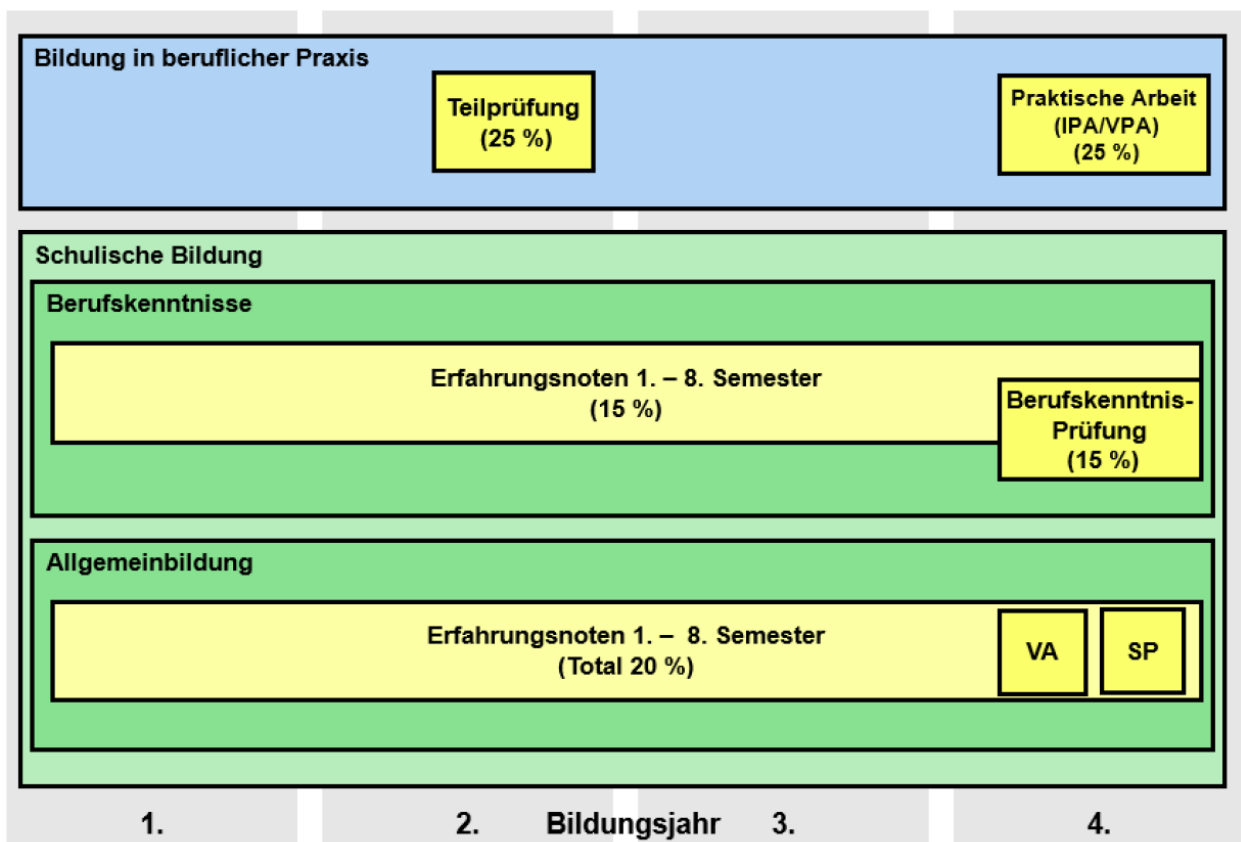 Bildung in beruflicher Praxis
Teilprüfung
(25 %)
Praktische Arbeit
(IPA/VPA)
(25 %)
Schulische Bildung
Berufskenntnisse
Erfahrungsnoten 1. – 8. Semester
(15 %)
Berufskenntnis-
Prüfung
(15 %)
Allgemeinbildung
Erfahrungsnoten 1. –  8. Semester
(Total 20 %)
VA
SP
1. 2. Bildungsjahr 3. 4.